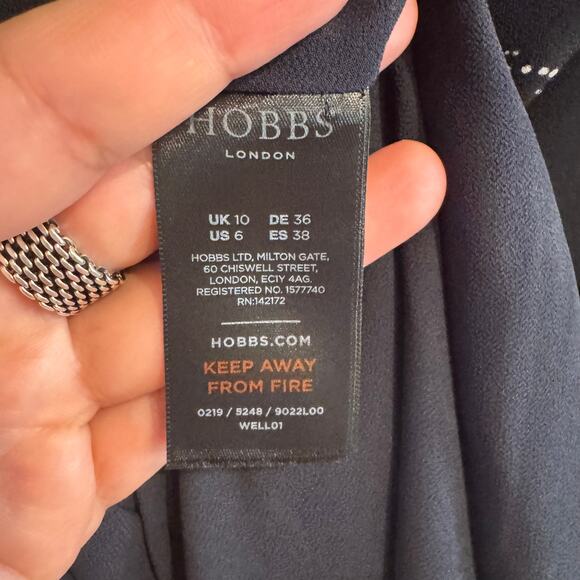 HOBBS
LONDON
UK 10 DE 36
US 6 ES 38
HOBBS LTD, MILTON GATE,
60 CHISWELL STREET,
LONDON, EC1Y 4AG.
REGISTERED NO. 1577740
RN:142172
HOBBS.COM
KEEP AWAY
FROM FIRE
0219 / 5248 / 9022L00
WELL01